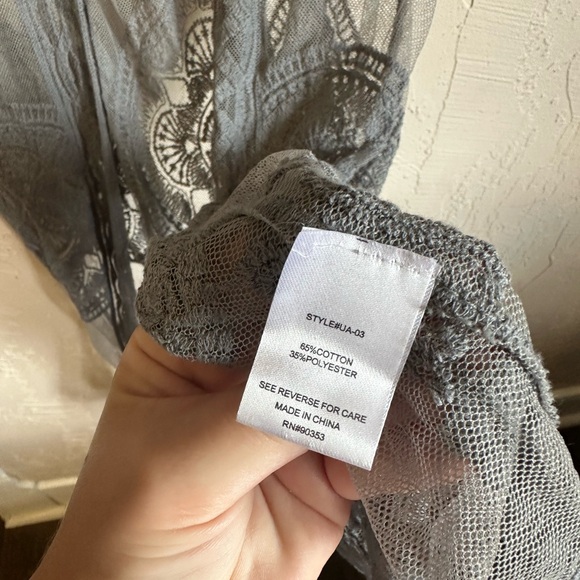 STYLE#UA-03
65%COTTON
35%POLYESTER
SEE REVERSE FOR CARE
MADE IN CHINA
RN#90353